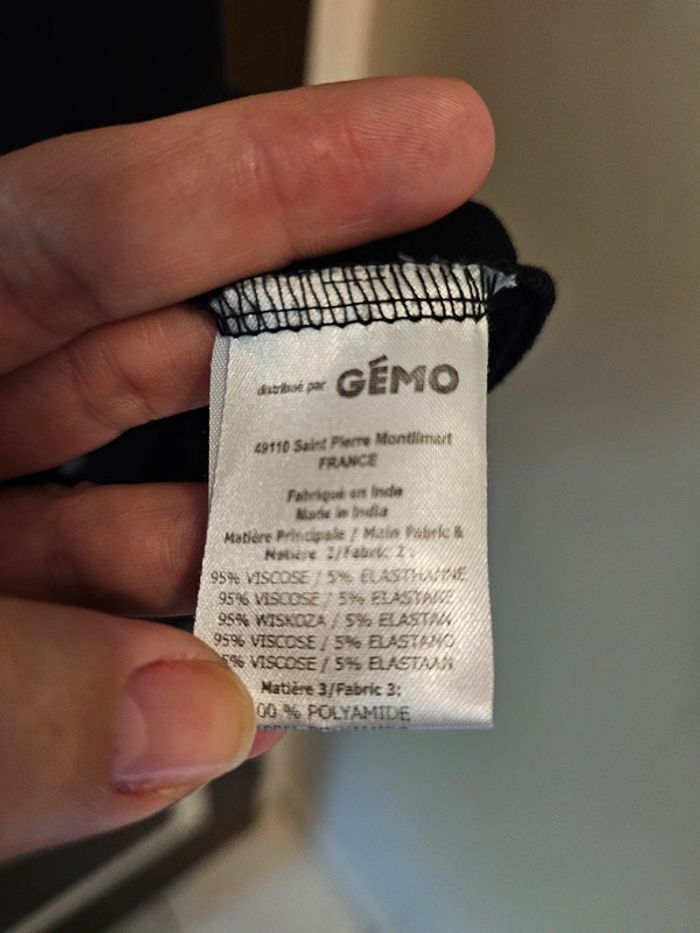 distribué par GÉMO
49110 Saint Pierre Montlimart
FRANCE
Fabriqué en Inde
Made in India
Matière Principale / Main Fabric &
Matière 2/Fabric 2:
95% VISCOSE / 5% ELASTHANNE
95% VISCOSE / 5% ELASTANE
95% WISKOZA / 5% ELASTAN
95% VISCOSE / 5% ELASTANO
5% VISCOSE / 5% ELASTAAN
Matière 3/Fabric 3:
00 % POLYAMIDE